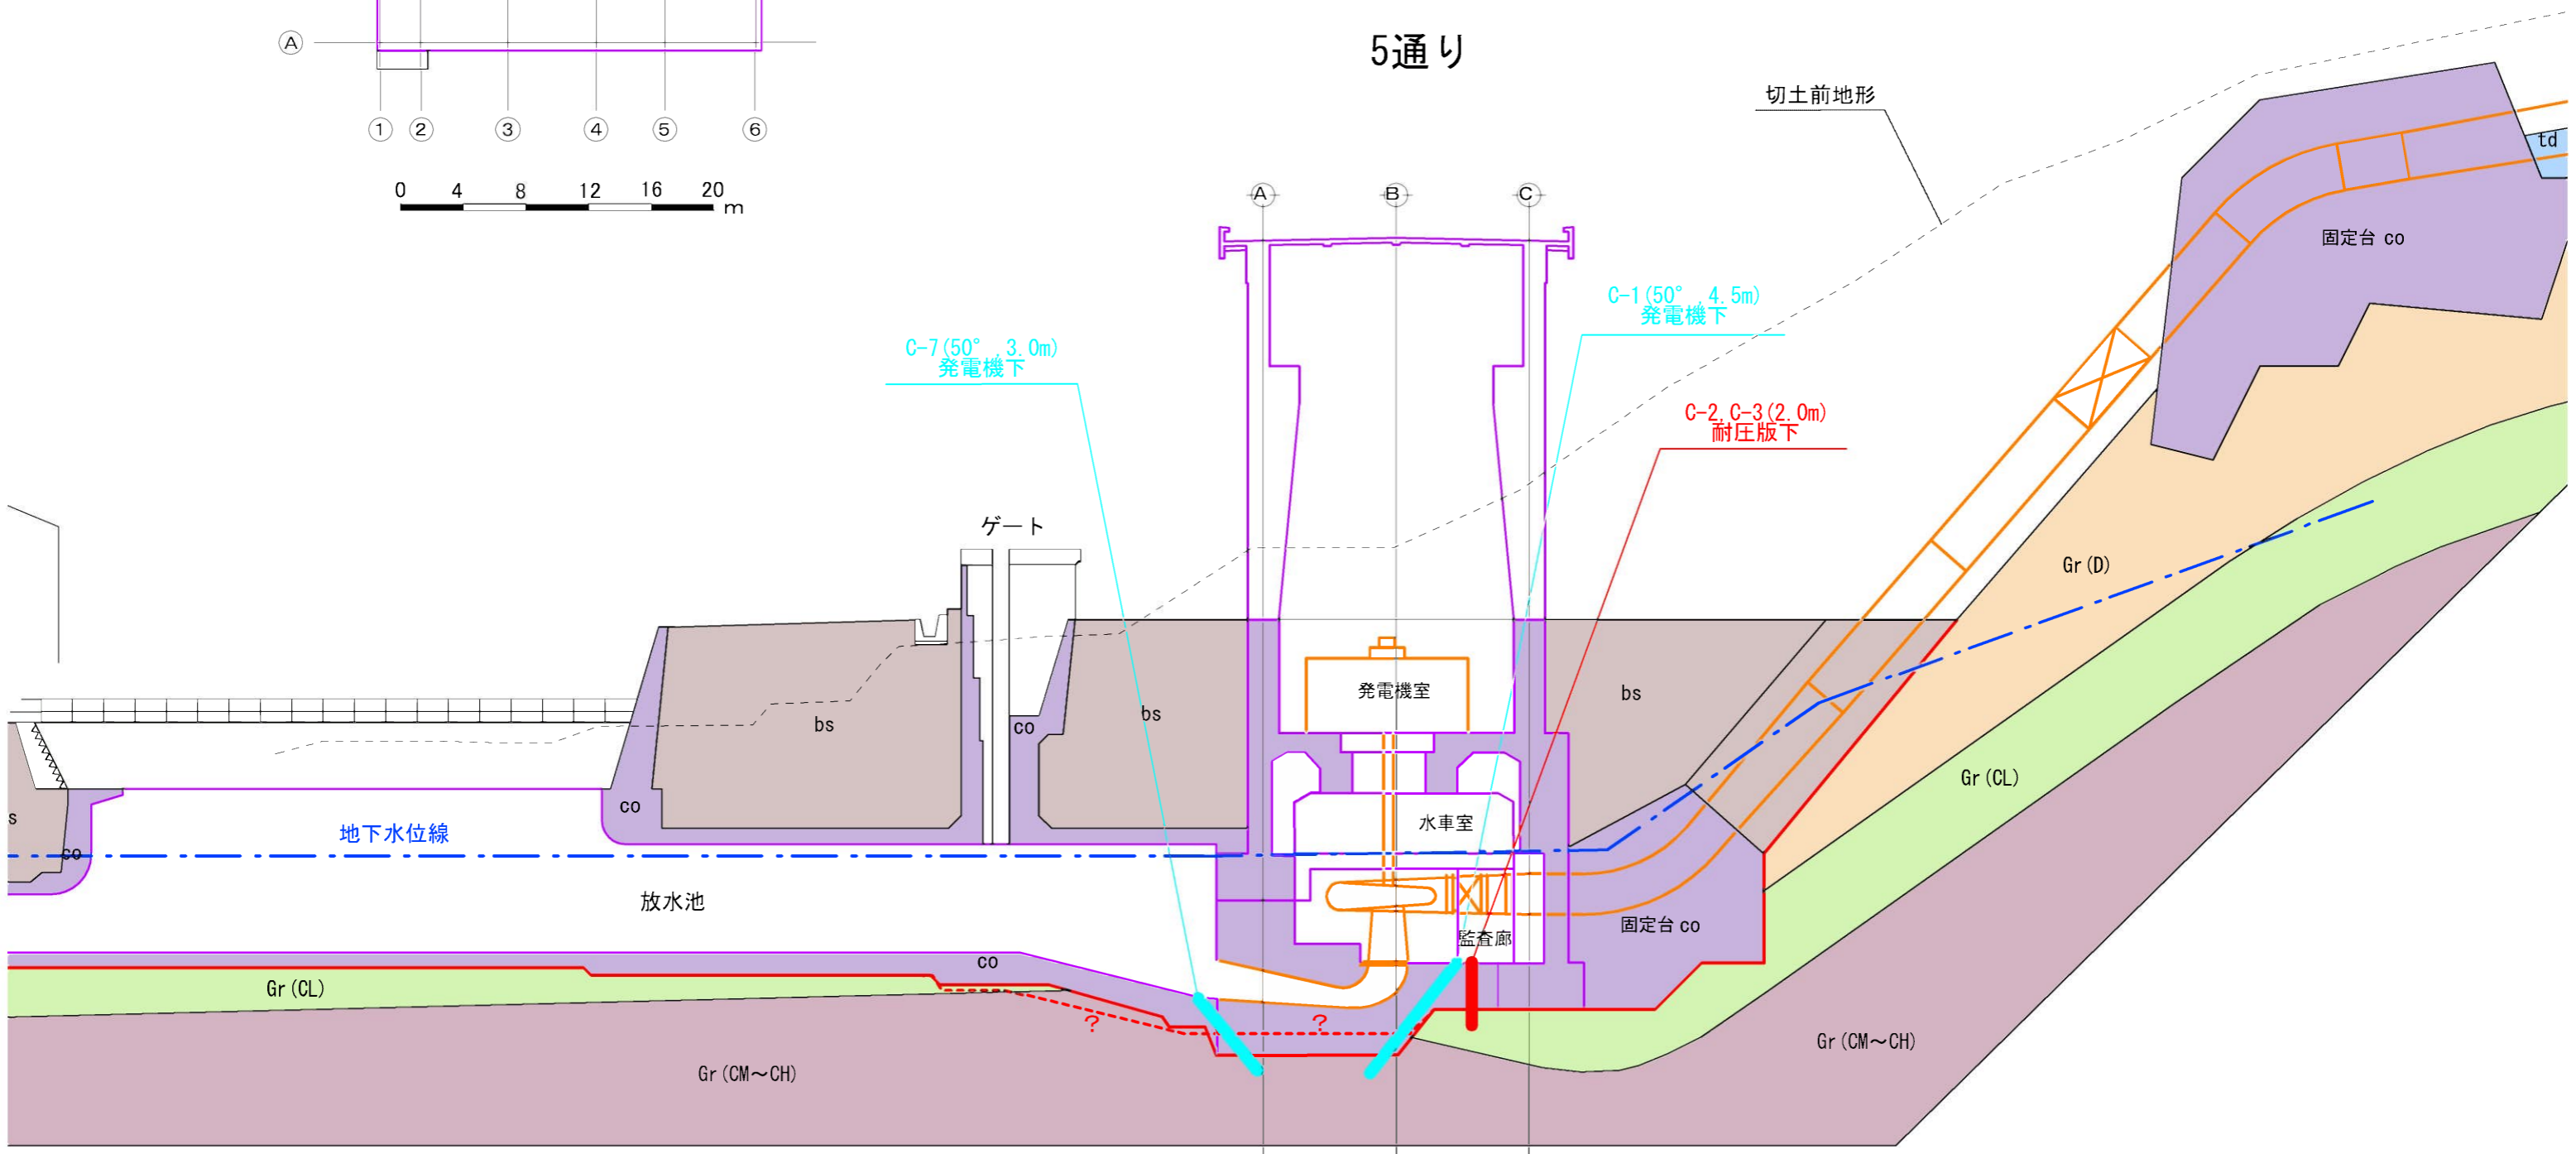 5通り
Ⓐ
① ② ③ ④ ⑤ ⑥
0 4 8 12 16 20 m
切土前地形
td
Ⓐ Ⓑ Ⓒ
固定台 co
C-1(50°,4.5m)
発電機下
C-7(50°,3.0m)
発電機下
C-2,C-3(2.0m)
耐圧版下
ゲート
Gr(D)
発電機室
bs
bs
bs
co
Gr(CL)
co
s
水車室
地下水位線
co
放水池
固定台 co
監査廊
co
Gr(CL)
?
?
Gr(CM～CH)
Gr(CM～CH)